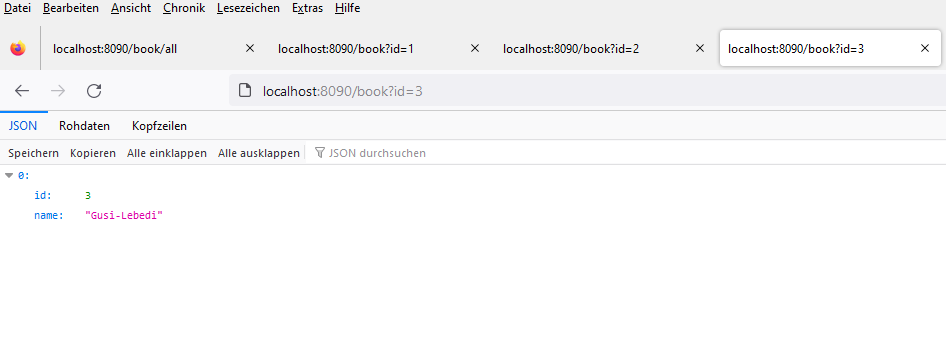 Datei Bearbeiten Ansicht Chronik Lesezeichen Extras Hilfe
localhost:8090/book/all localhost:8090/book?id=1 localhost:8090/book?id=2 localhost:8090/book?id=3
localhost:8090/book?id=3
JSON Rohdaten Kopfzeilen
Speichern Kopieren Alle einklappen Alle ausklappen JSON durchsuchen
0:
id: 3
name: "Gusi-Lebedi"